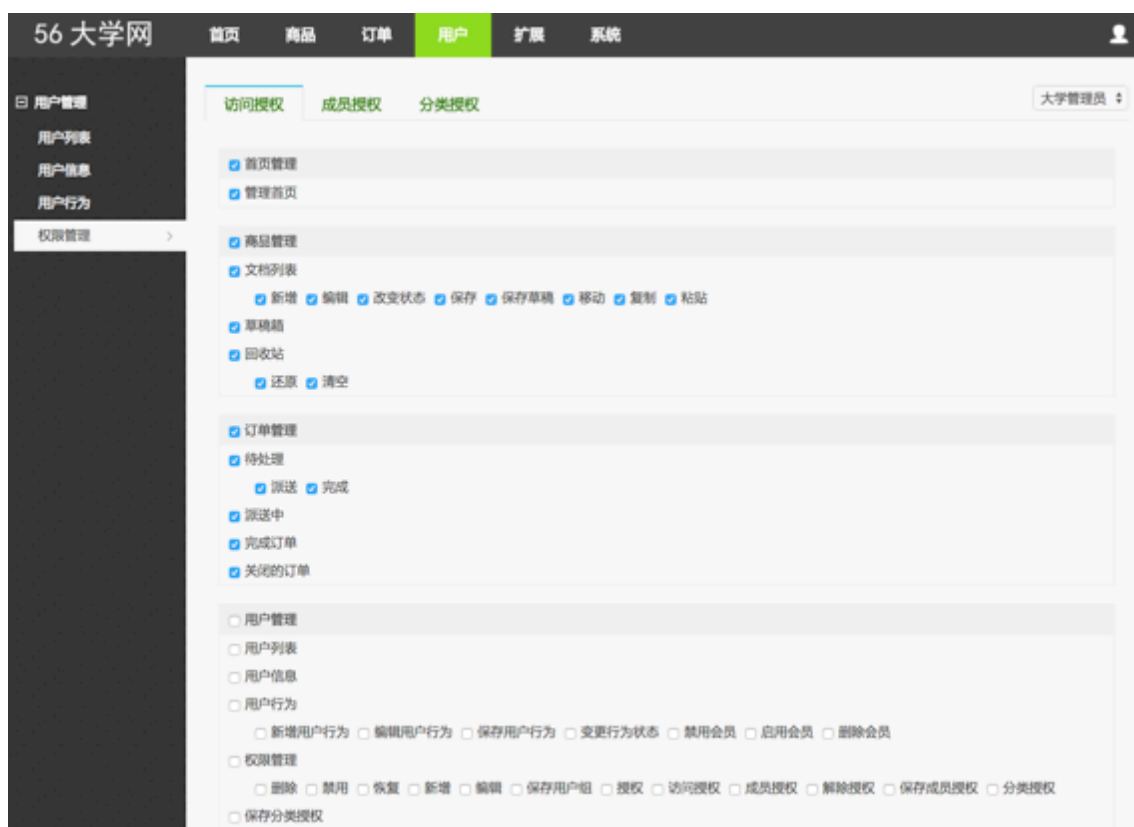 56 大学网 首页 商品 订单 用户 扩展 系统
用户管理
用户列表
用户信息
用户行为
权限管理
访问授权 成员授权 分类授权 大学管理员
首页管理
管理首页
商品管理
文档列表
新增 编辑 改变状态 保存 保存草稿 移动 复制 粘贴
草稿箱
回收站
还原 清空
订单管理
待处理
派送 完成
派送中
完成订单
关闭的订单
用户管理
用户列表
用户信息
用户行为
新增用户行为 编辑用户行为 保存用户行为 变更行为状态 禁用会员 启用会员 删除会员
权限管理
删除 禁用 恢复 新增 编辑 保存用户组 授权 访问授权 成员授权 解除授权 保存成员授权 分类授权
保存分类授权